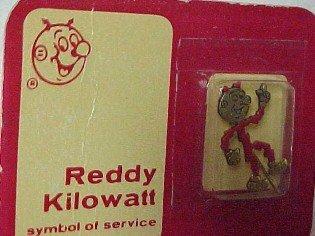 ®
Reddy
Kilowatt
symbol of service